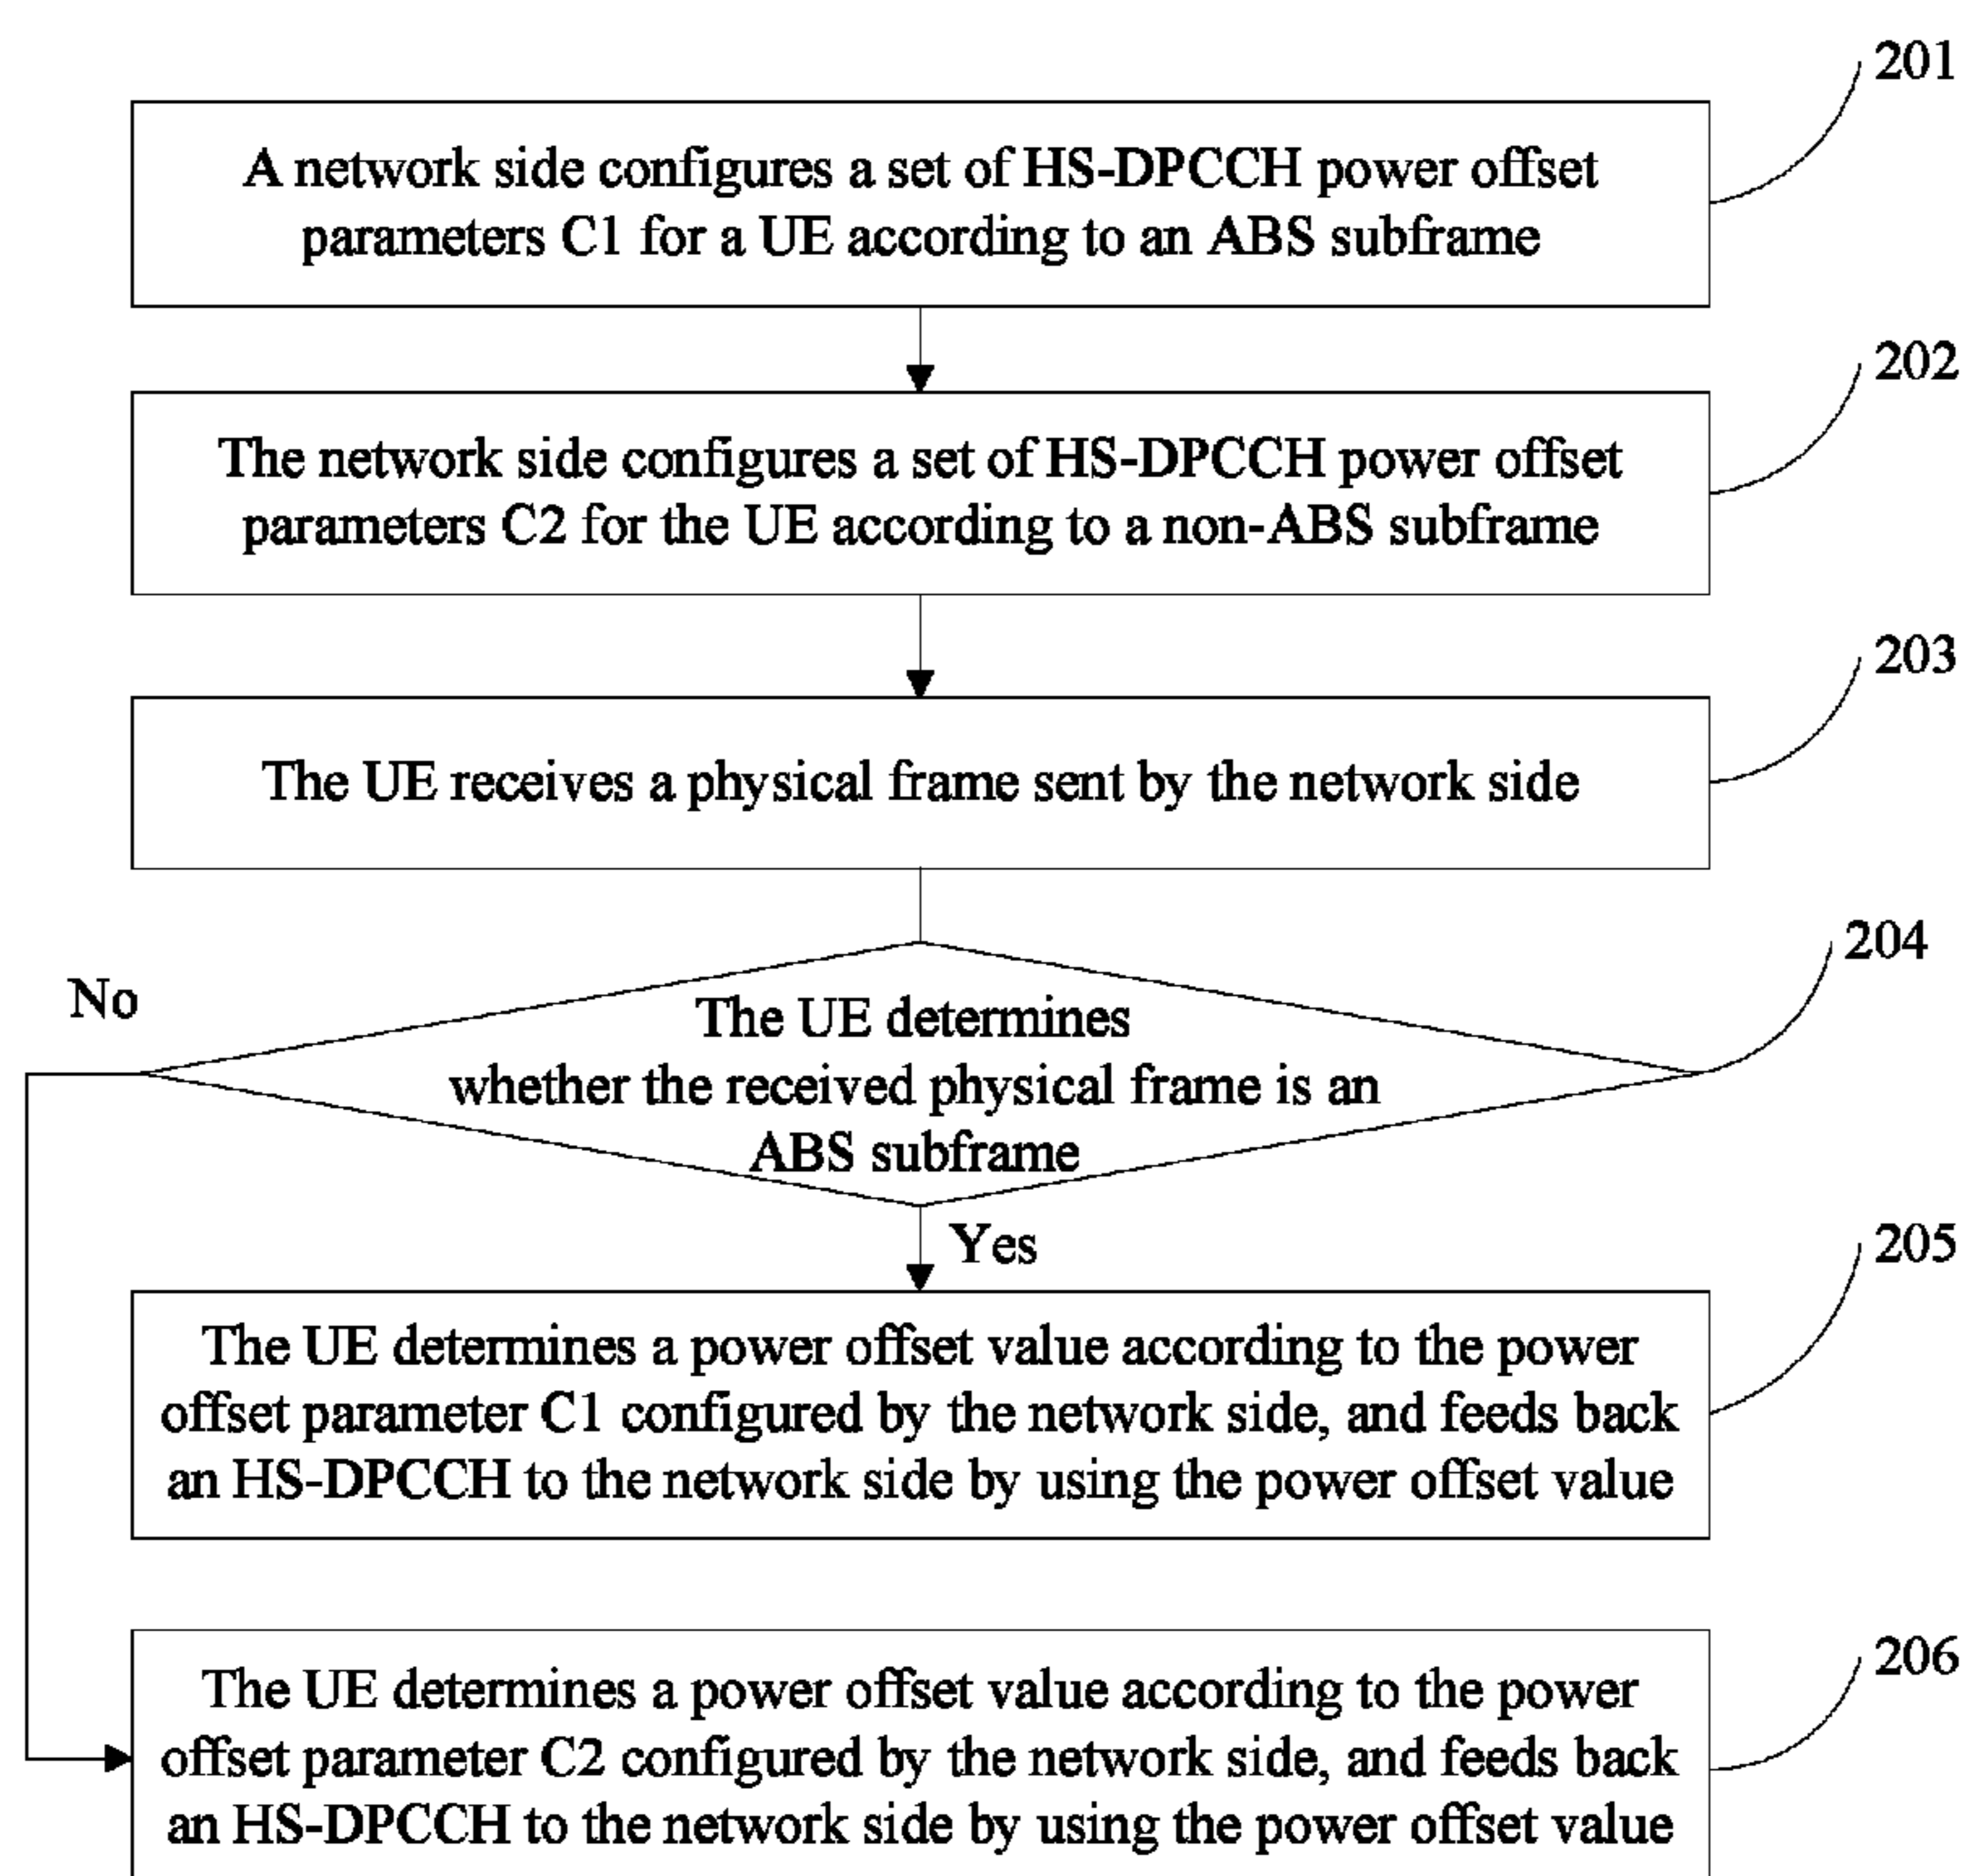 201
A network side configures a set of HS-DPCCH power offset
parameters C1 for a UE according to an ABS subframe
202
The network side configures a set of HS-DPCCH power offset
parameters C2 for the UE according to a non-ABS subframe
203
The UE receives a physical frame sent by the network side
204
No
The UE determines
whether the received physical frame is an
ABS subframe
Yes
205
The UE determines a power offset value according to the power
offset parameter C1 configured by the network side, and feeds back
an HS-DPCCH to the network side by using the power offset value
206
The UE determines a power offset value according to the power
offset parameter C2 configured by the network side, and feeds back
an HS-DPCCH to the network side by using the power offset value